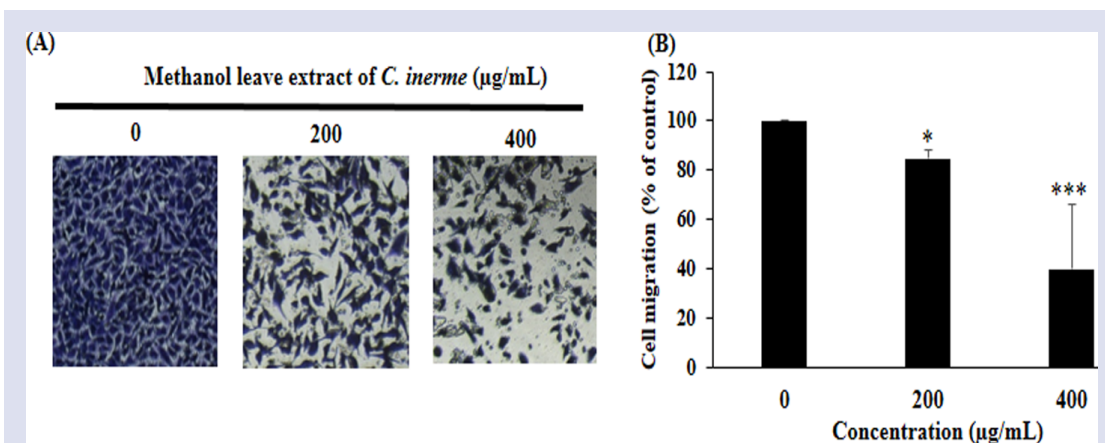 (A)
Methanol leave extract of C. inerme (µg/mL)
0 200 400
(B)
Cell migration (% of control)
120
100
80
60
40
20
0
*
***
0 200 400
Concentration (µg/mL)